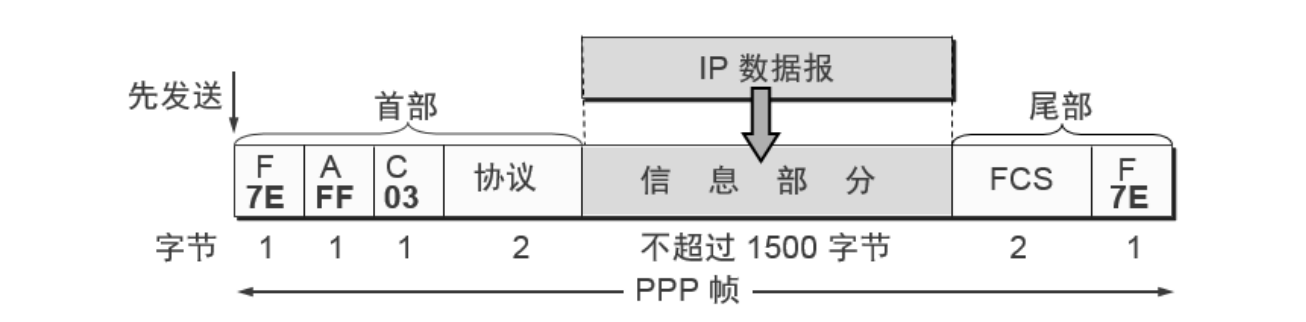 IP 数据报
先发送
首部
尾部
F A C 协议 信息部分 FCS F
7E FF 03 7E
字节 1 1 1 2 不超过 1500 字节 2 1
PPP 帧